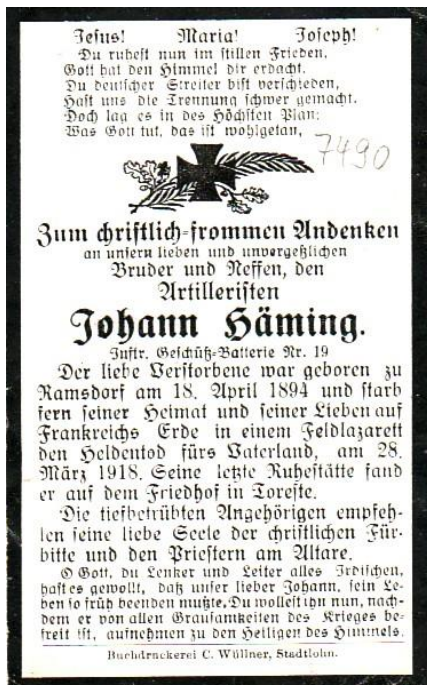 Jesus! Maria! Joseph!
Du ruhest nun im stillen Frieden,
Gott hat den Himmel dir erdacht.
Du deutscher Streiter bist verschieden,
Hast uns die Trennung schwer gemacht.
Doch lag es in des Höchsten Plan:
Was Gott tut, das ist wohlgetan,
7490
Zum christlich-frommen Andenken
an unsern lieben und unvergeßlichen
Bruder und Neffen, den
Artilleristen
Johann Häming.
Instr. Geschütz-Batterie Nr. 19
Der liebe Verstorbene war geboren zu
Ramsdorf am 18. April 1894 und starb
fern seiner Heimat und seiner Lieben auf
Frankreichs Erde in einem Feldlazarett
den Heldentod fürs Vaterland, am 28.
März 1918. Seine letzte Ruhestätte fand
er auf dem Friedhof in Toreste.
Die tiefbetrübten Angehörigen empfeh-
len seine liebe Seele der christlichen Für-
bitte und den Priestern am Altare.
O Gott, du Lenker und Leiter alles Irdischen,
hast es gewollt, daß unser lieber Johann, sein Le-
ben so früh beenden mußte. Du wollest ihn nun, nach-
dem er von allen Grausamkeiten des Krieges be-
freit ist, aufnehmen zu den Heiligen des Himmels.
Buchdruckerei C. Wüllner, Stadtlohn.